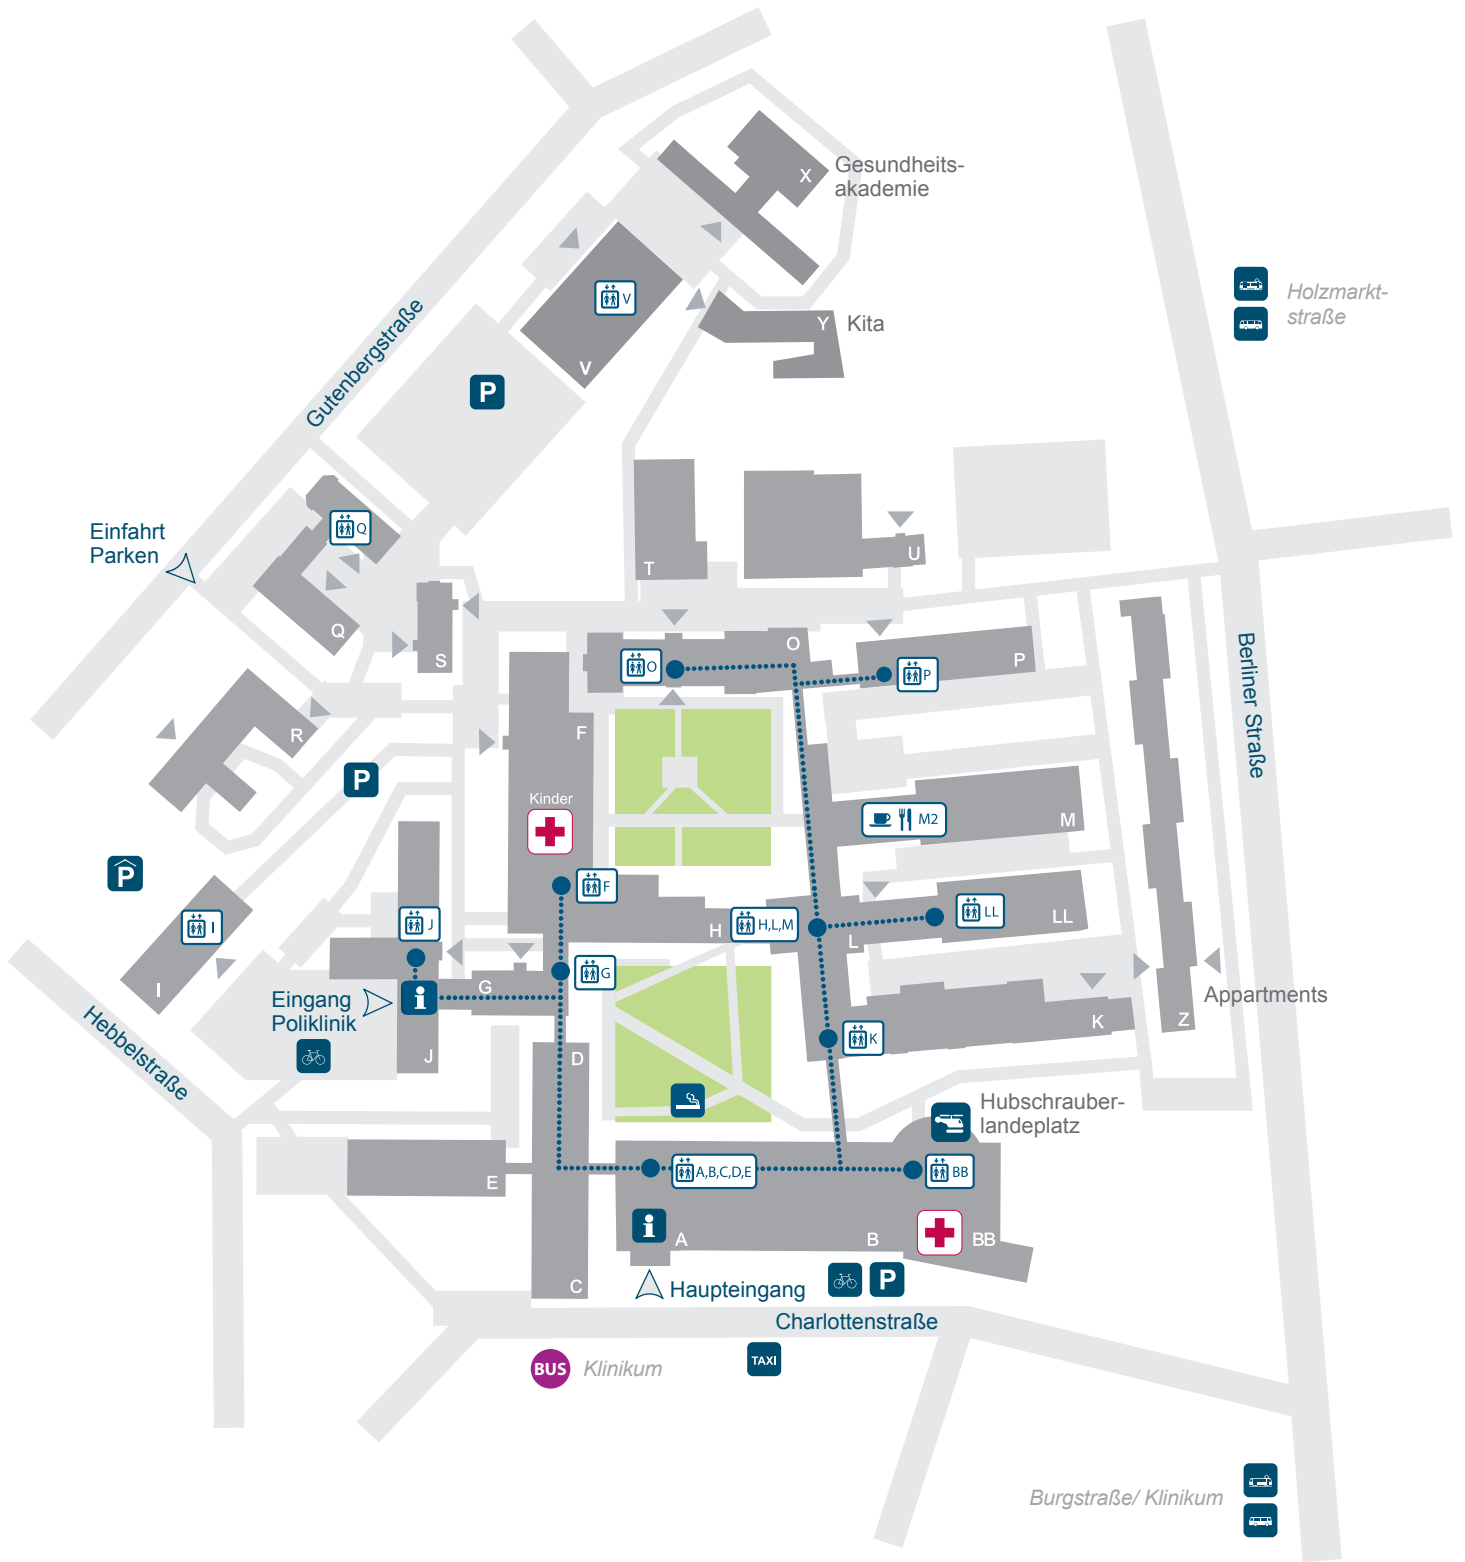 X
Gesundheits-
akademie
V
V
Y
Kita
Holzmarkt-
straße
Gutenbergstraße
P
Einfahrt
Parken
Q
Q
T
U
S
O
O
P
P
Berliner Straße
R
F
P
Kinder
M2
M
P
F
I
J
H
H,L,M
LL
LL
L
I
G
G
Eingang
Poliklinik
i
Appartments
Z
K
K
J
D
Hebbelstraße
Hubschrauber-
landeplatz
E
A,B,C,D,E
BB
i
A
B
BB
C
P
Haupteingang
Charlottenstraße
BUS
Klinikum
TAXI
Burgstraße/ Klinikum